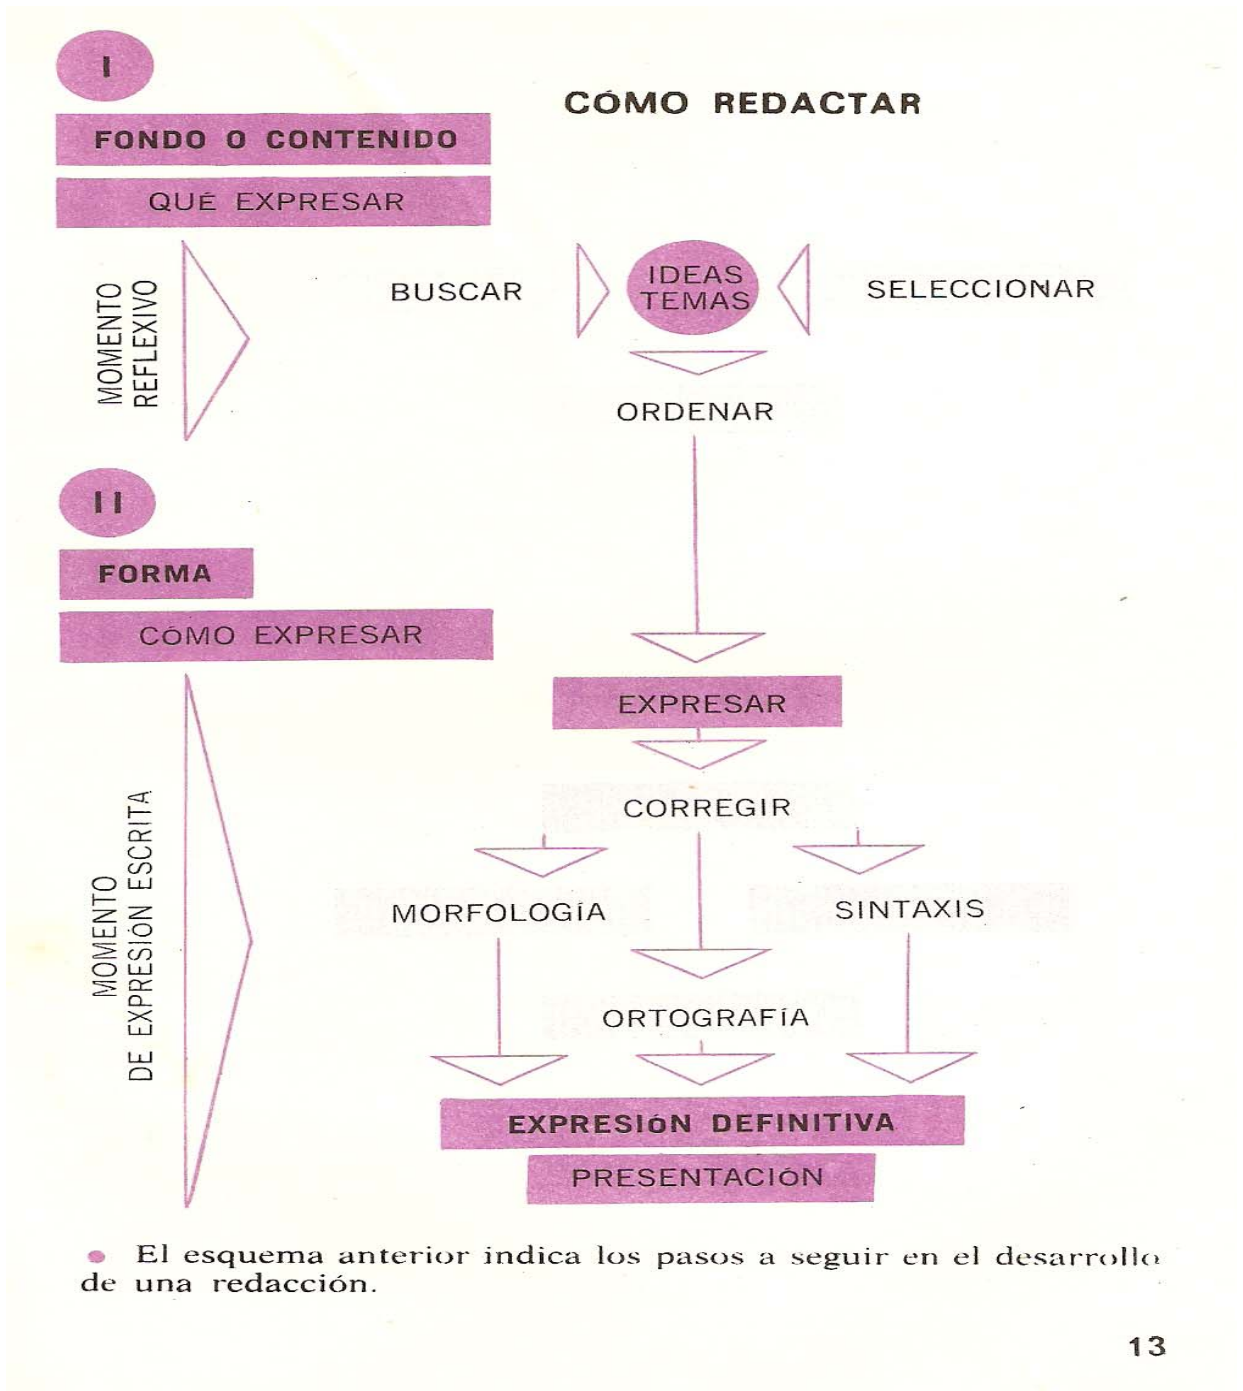 I
CÓMO REDACTAR
FONDO O CONTENIDO
QUÉ EXPRESAR
MOMENTO
REFLEXIVO
BUSCAR
IDEAS
TEMAS
SELECCIONAR
ORDENAR
II
FORMA
CÓMO EXPRESAR
MOMENTO
DE EXPRESIÓN ESCRITA
EXPRESAR
CORREGIR
MORFOLOGÍA
SINTAXIS
ORTOGRAFÍA
EXPRESIÓN DEFINITIVA
PRESENTACIÓN
● El esquema anterior indica los pasos a seguir en el desarrollo
de una redacción.
13